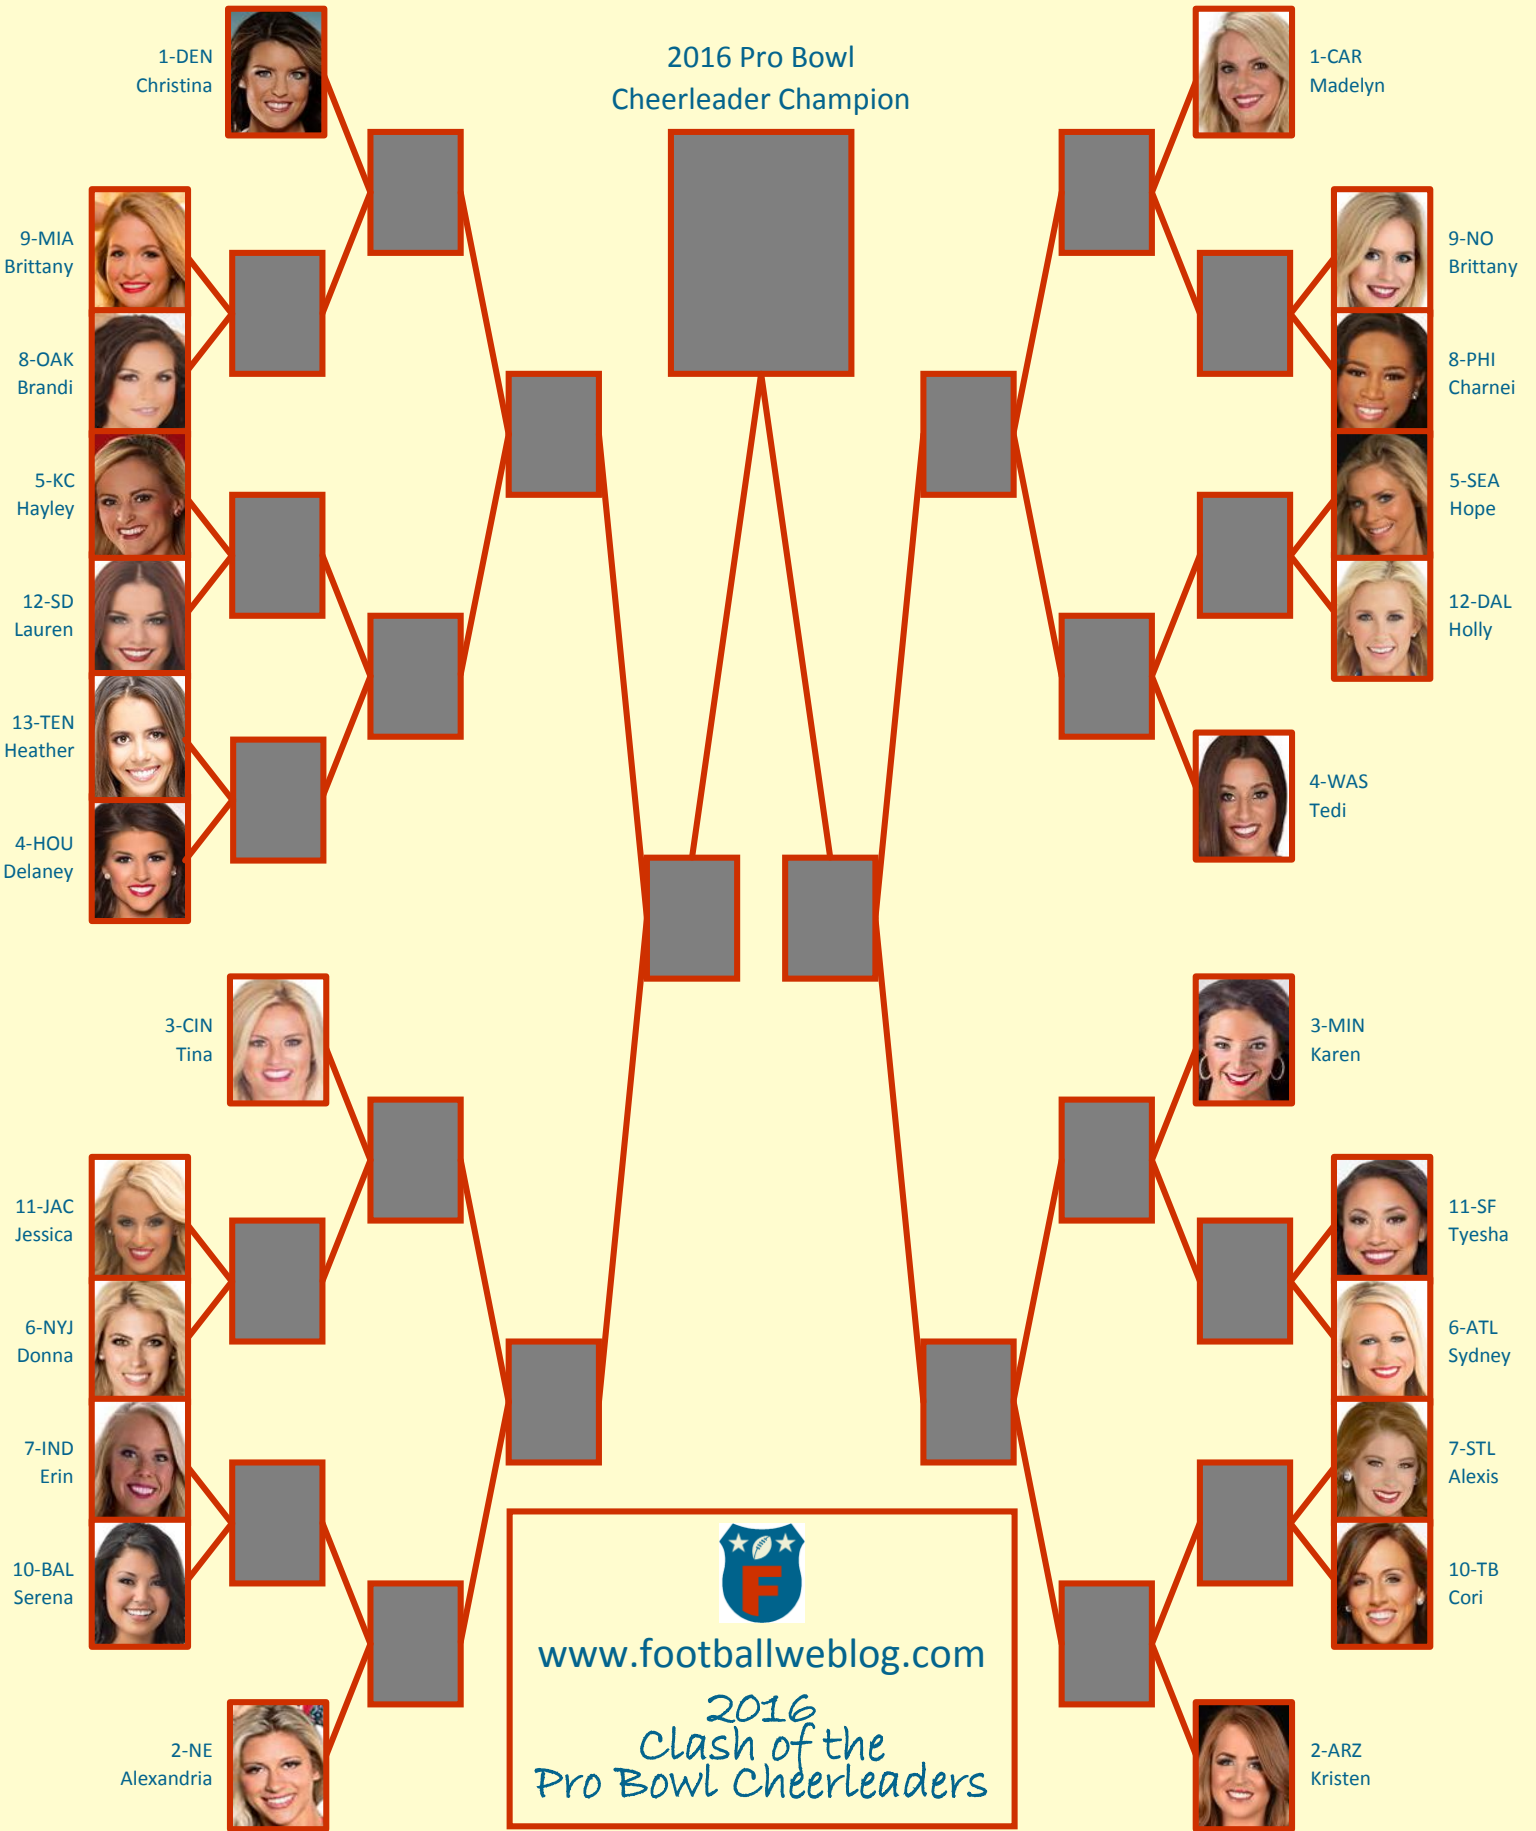 2016 Pro Bowl
Cheerleader Champion
1-DEN
Christina
9-MIA
Brittany
8-OAK
Brandi
5-KC
Hayley
12-SD
Lauren
13-TEN
Heather
4-HOU
Delaney
3-CIN
Tina
11-JAC
Jessica
6-NYJ
Donna
7-IND
Erin
10-BAL
Serena
2-NE
Alexandria
1-CAR
Madelyn
9-NO
Brittany
8-PHI
Charnei
5-SEA
Hope
12-DAL
Holly
4-WAS
Tedi
3-MIN
Karen
11-SF
Tyesha
6-ATL
Sydney
7-STL
Alexis
10-TB
Cori
2-ARZ
Kristen
F
www.footballweblog.com
2016
Clash of the
Pro Bowl Cheerleaders